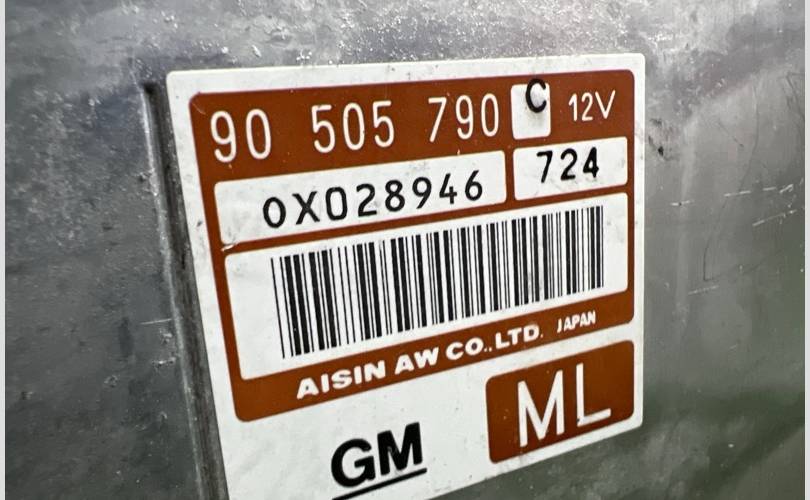 90 505 790 C 12V
0X028946 724
AISIN AW CO.,LTD. JAPAN
GM ML